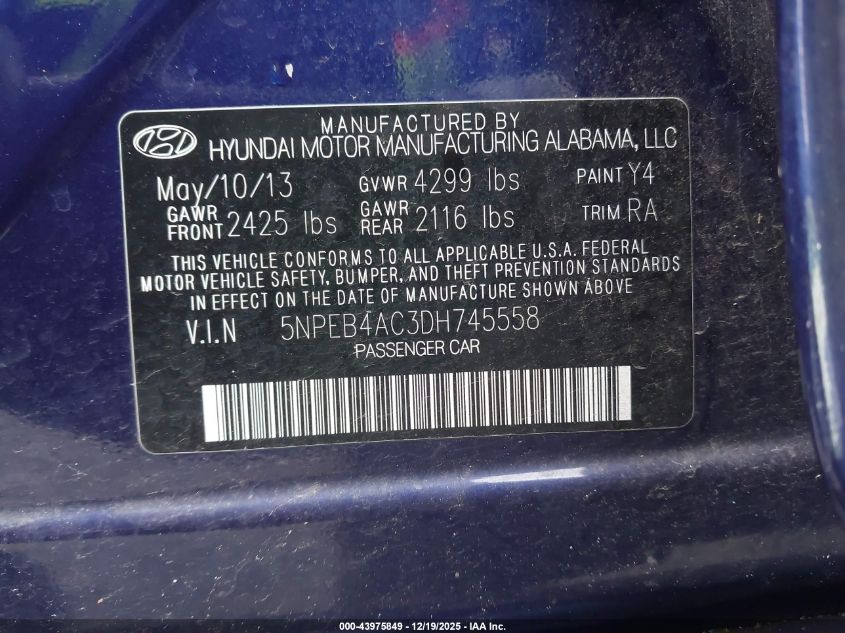 MANUFACTURED BY
HYUNDAI MOTOR MANUFACTURING ALABAMA, LLC
May/10/13 GVWR 4299 lbs PAINT Y4
GAWR FRONT 2425 lbs GAWR REAR 2116 lbs TRIM RA
THIS VEHICLE CONFORMS TO ALL APPLICABLE U.S.A. FEDERAL
MOTOR VEHICLE SAFETY, BUMPER, AND THEFT PREVENTION STANDARDS
IN EFFECT ON THE DATE OF MANUFACTURE SHOWN ABOVE.
V.I.N 5NPEB4AC3DH745558
PASSENGER CAR
000-43975849 - 12/19/2025 - IAA Inc.